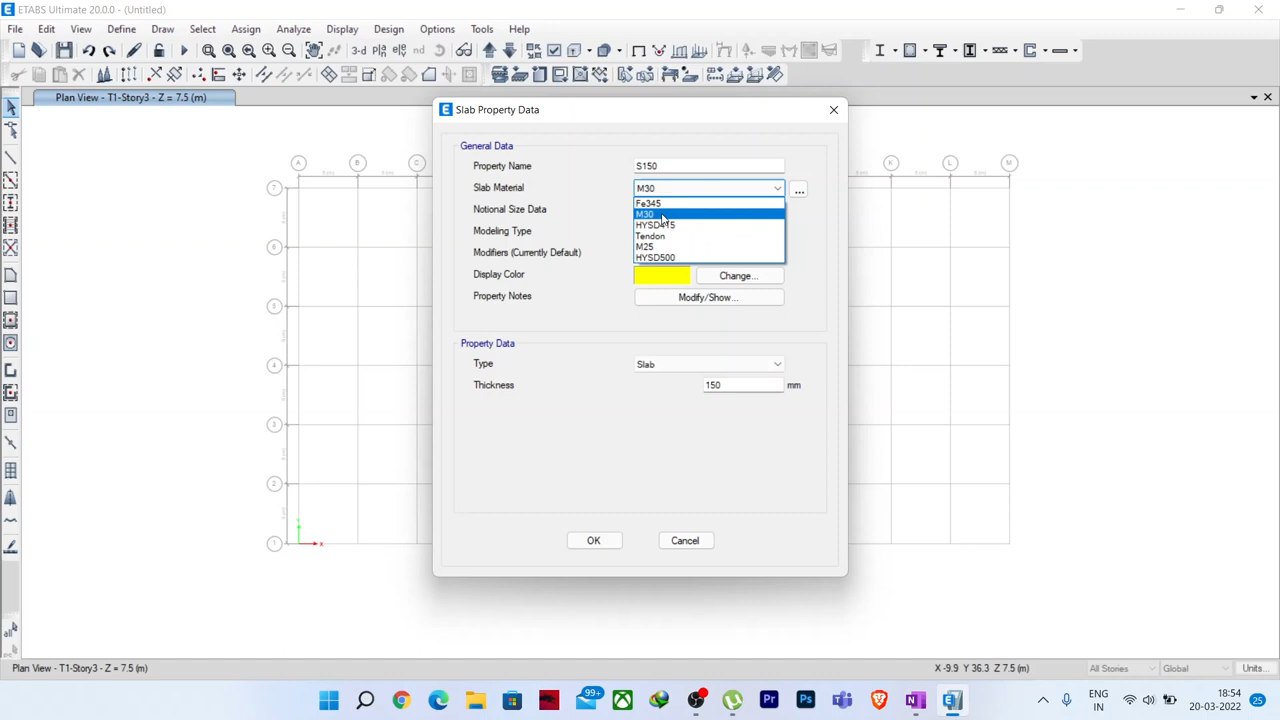 ETABS Ultimate 20.0.0 - (Untitled)
File Edit View Define Draw Select Assign Analyze Display Design Options Tools Help
3-d
Plan View - T1-Story3 - Z = 7.5 (m)
Slab Property Data
General Data
Property Name S150
Slab Material M30 ...
Fe345
M30
Notional Size Data
HYSD415
Modeling Type
Tendon
M25
Modifiers (Currently Default)
HYSD500
Display Color Change...
Property Notes Modify/Show...
Property Data
Type Slab
Thickness 150 mm
OK Cancel
A B C K L M
7
6
5
4
3
2
1
X
Plan View - T1-Story3 - Z = 7.5 (m) X -9.9 Y 36.3 Z 7.5 (m) All Stories Global Units...
99+ Pr Ps N E
ENG
IN
18:54
20-03-2022
25